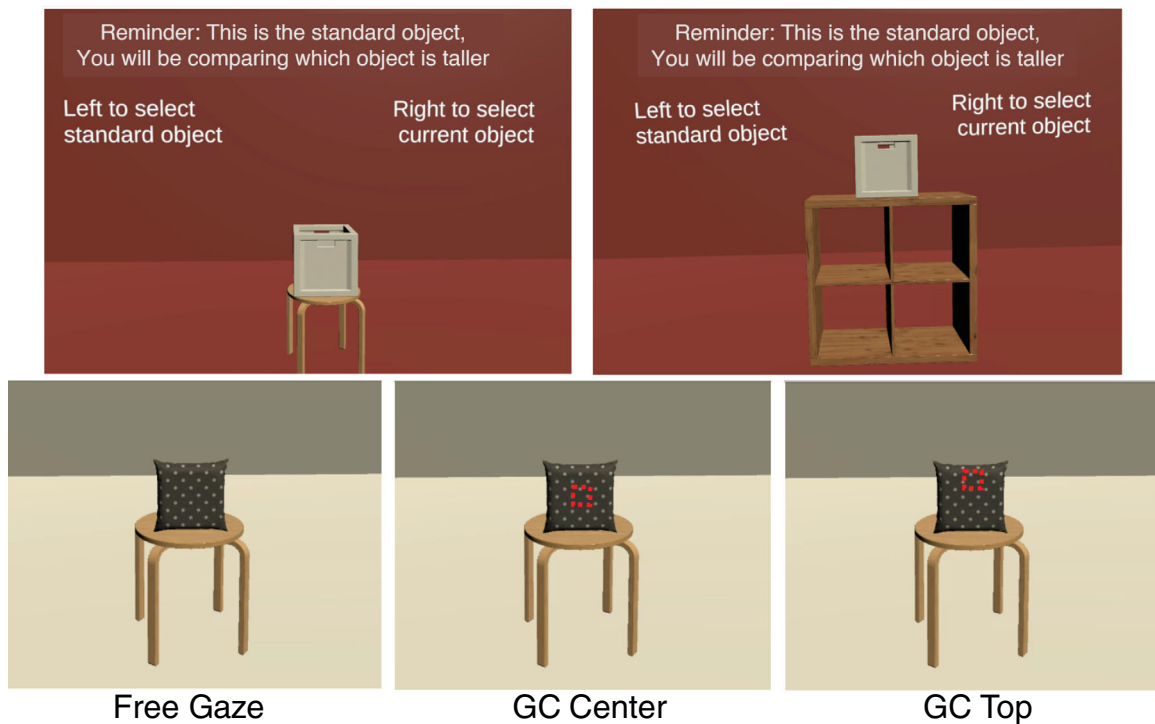 Reminder: This is the standard object,
You will be comparing which object is taller
Left to select
standard object
Right to select
current object
Reminder: This is the standard object,
You will be comparing which object is taller
Left to select
standard object
Right to select
current object
Free Gaze
GC Center
GC Top